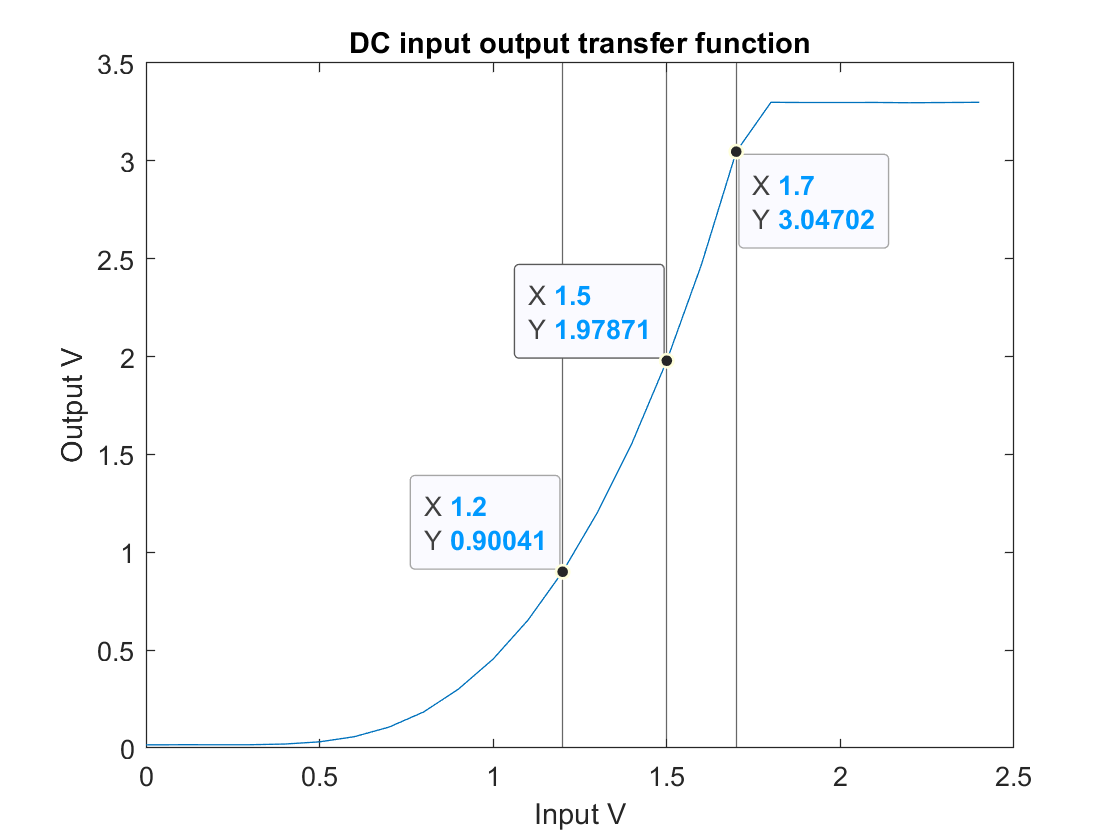 DC input output transfer function
3.5
3
2.5
2
1.5
1
0.5
0
Output V
X 1.7
Y 3.04702
X 1.5
Y 1.97871
X 1.2
Y 0.90041
0 0.5 1 1.5 2 2.5
Input V